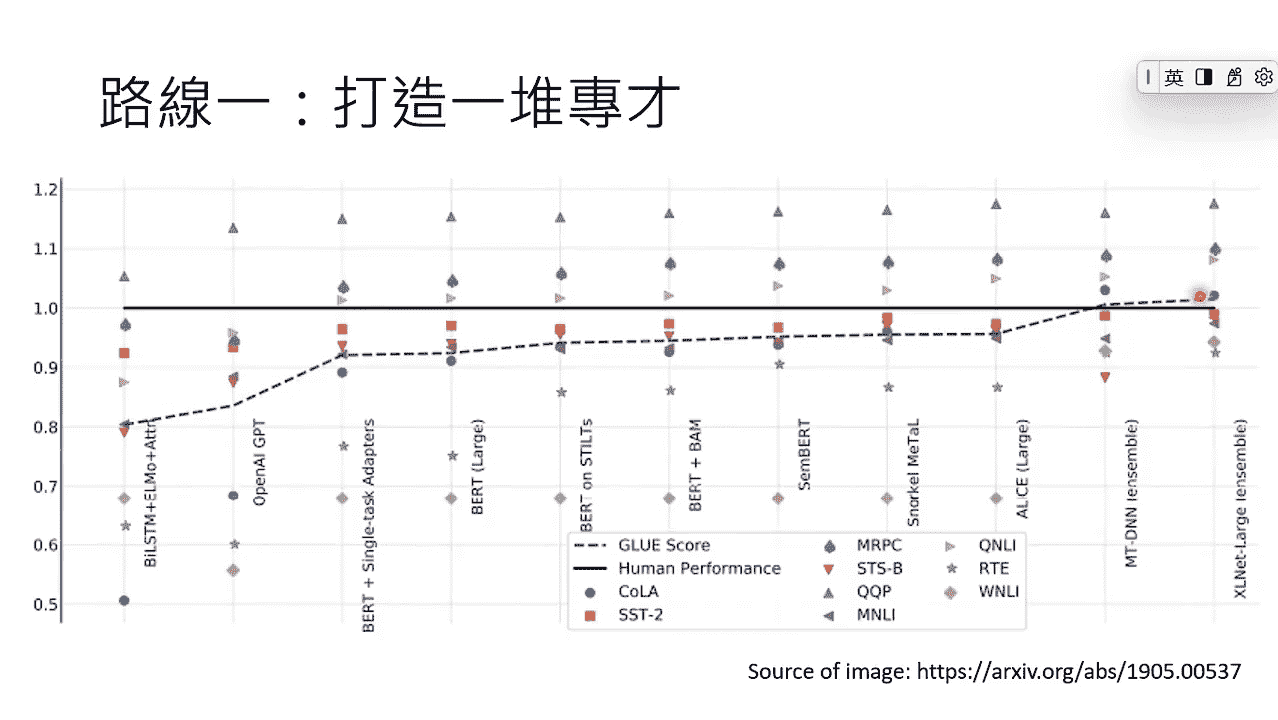 路線一：打造一堆專才
英
1.2
1.1
1.0
0.9
0.8
0.7
0.6
0.5
BiLSTM+ELMo+Attn
OpenAI GPT
BERT + Single-task Adapters
BERT (Large)
BERT on STILTs
BERT + BAM
SemBERT
Snorkel MeTaL
ALICE (Large)
MT-DNN (ensemble)
XLNet-Large (ensemble)
GLUE Score
Human Performance
CoLA
SST-2
MRPC
STS-B
QQP
MNLI
QNLI
RTE
WNLI
Source of image: https://arxiv.org/abs/1905.00537